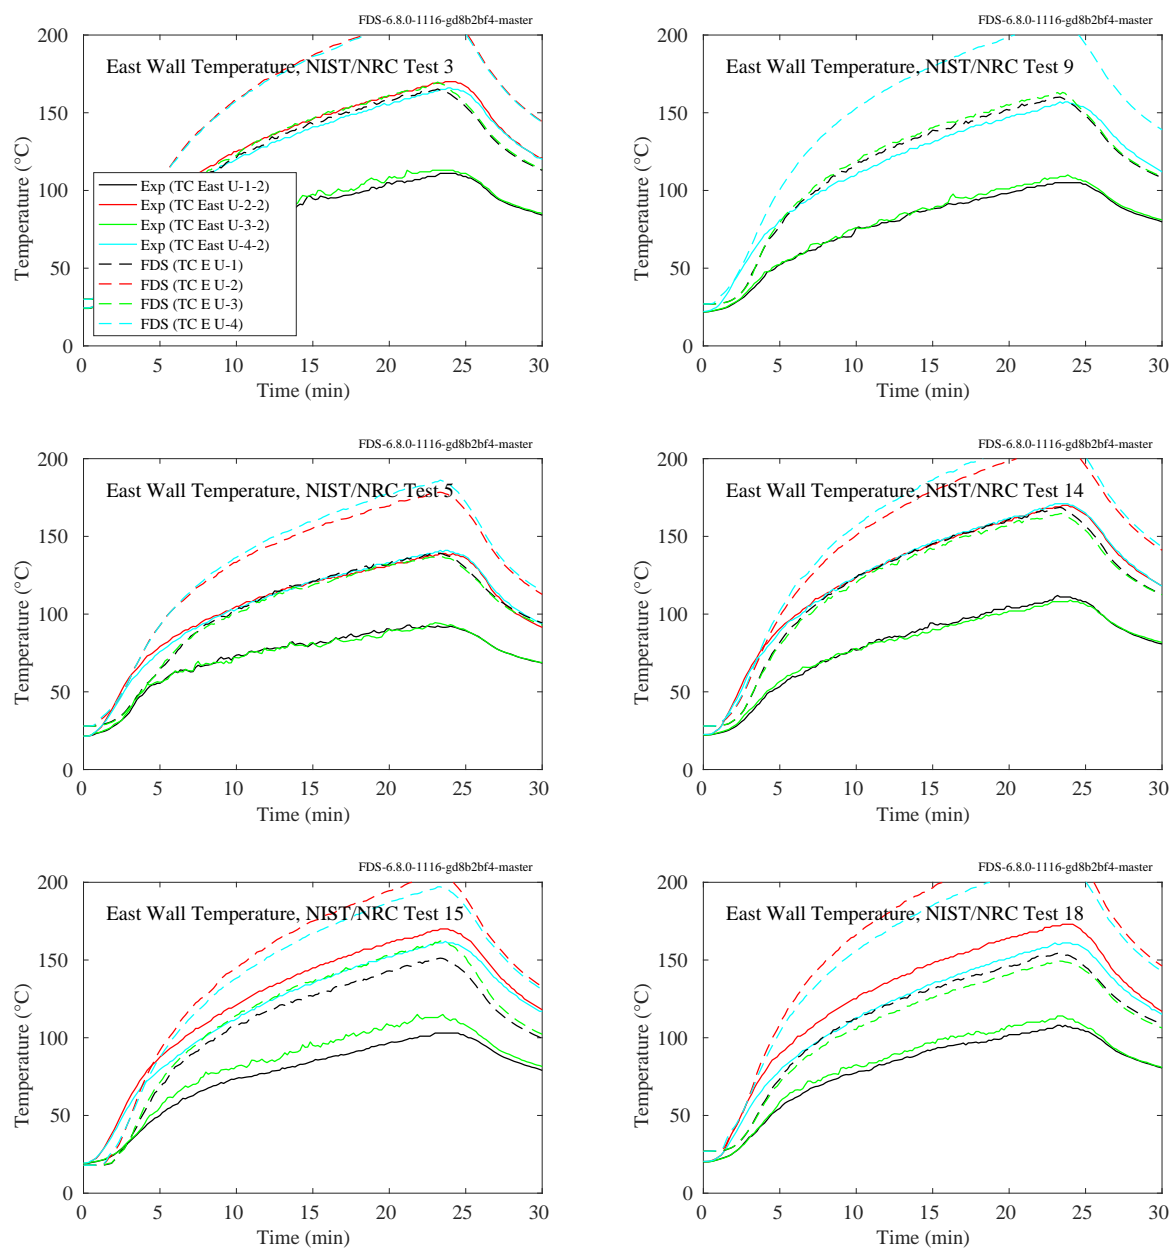 FDS-6.8.0-1116-gd8b2bf4-master
East Wall Temperature, NIST/NRC Test 3
Temperature (°C)
200
150
100
50
0
Exp (TC East U-1-2)
Exp (TC East U-2-2)
Exp (TC East U-3-2)
Exp (TC East U-4-2)
FDS (TC E U-1)
FDS (TC E U-2)
FDS (TC E U-3)
FDS (TC E U-4)
0 5 10 15 20 25 30
Time (min)
FDS-6.8.0-1116-gd8b2bf4-master
East Wall Temperature, NIST/NRC Test 9
Temperature (°C)
200
150
100
50
0
0 5 10 15 20 25 30
Time (min)
FDS-6.8.0-1116-gd8b2bf4-master
East Wall Temperature, NIST/NRC Test 5
Temperature (°C)
200
150
100
50
0
0 5 10 15 20 25 30
Time (min)
FDS-6.8.0-1116-gd8b2bf4-master
East Wall Temperature, NIST/NRC Test 14
Temperature (°C)
200
150
100
50
0
0 5 10 15 20 25 30
Time (min)
FDS-6.8.0-1116-gd8b2bf4-master
East Wall Temperature, NIST/NRC Test 15
Temperature (°C)
200
150
100
50
0
0 5 10 15 20 25 30
Time (min)
FDS-6.8.0-1116-gd8b2bf4-master
East Wall Temperature, NIST/NRC Test 18
Temperature (°C)
200
150
100
50
0
0 5 10 15 20 25 30
Time (min)